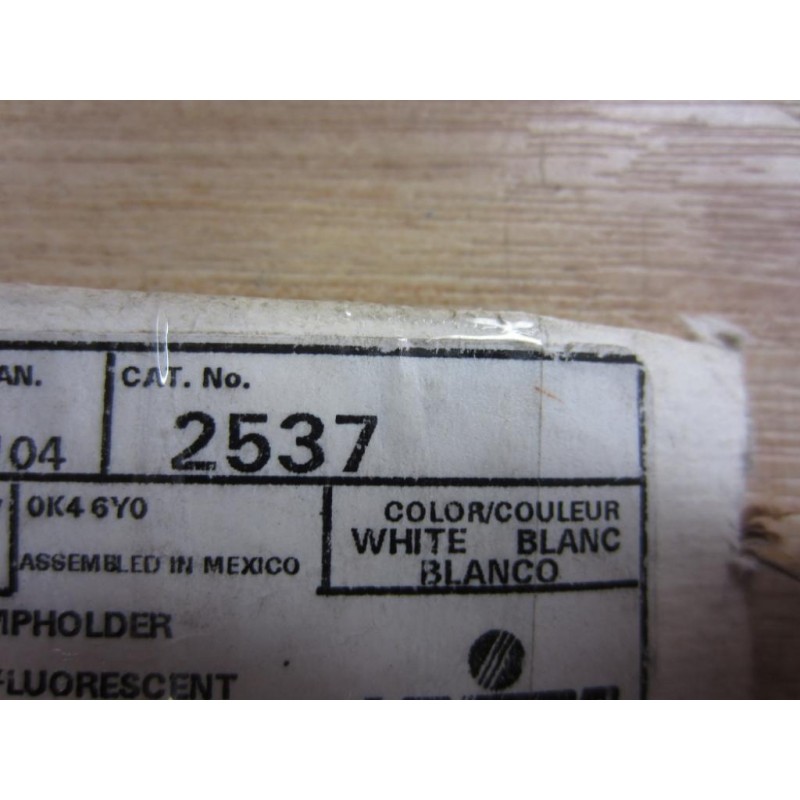 AN.
CAT. No.
104
2537
0K4 6Y0
COLOR/COULEUR
WHITE BLANC
BLANCO
ASSEMBLED IN MEXICO
MPHOLDER
FLUORESCENT